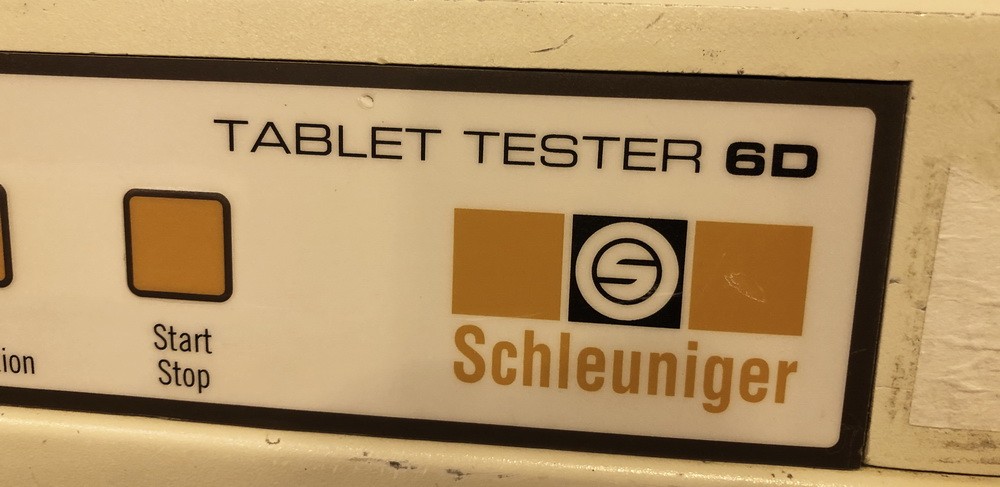 TABLET TESTER 6D
Start
Stop
Schleuniger